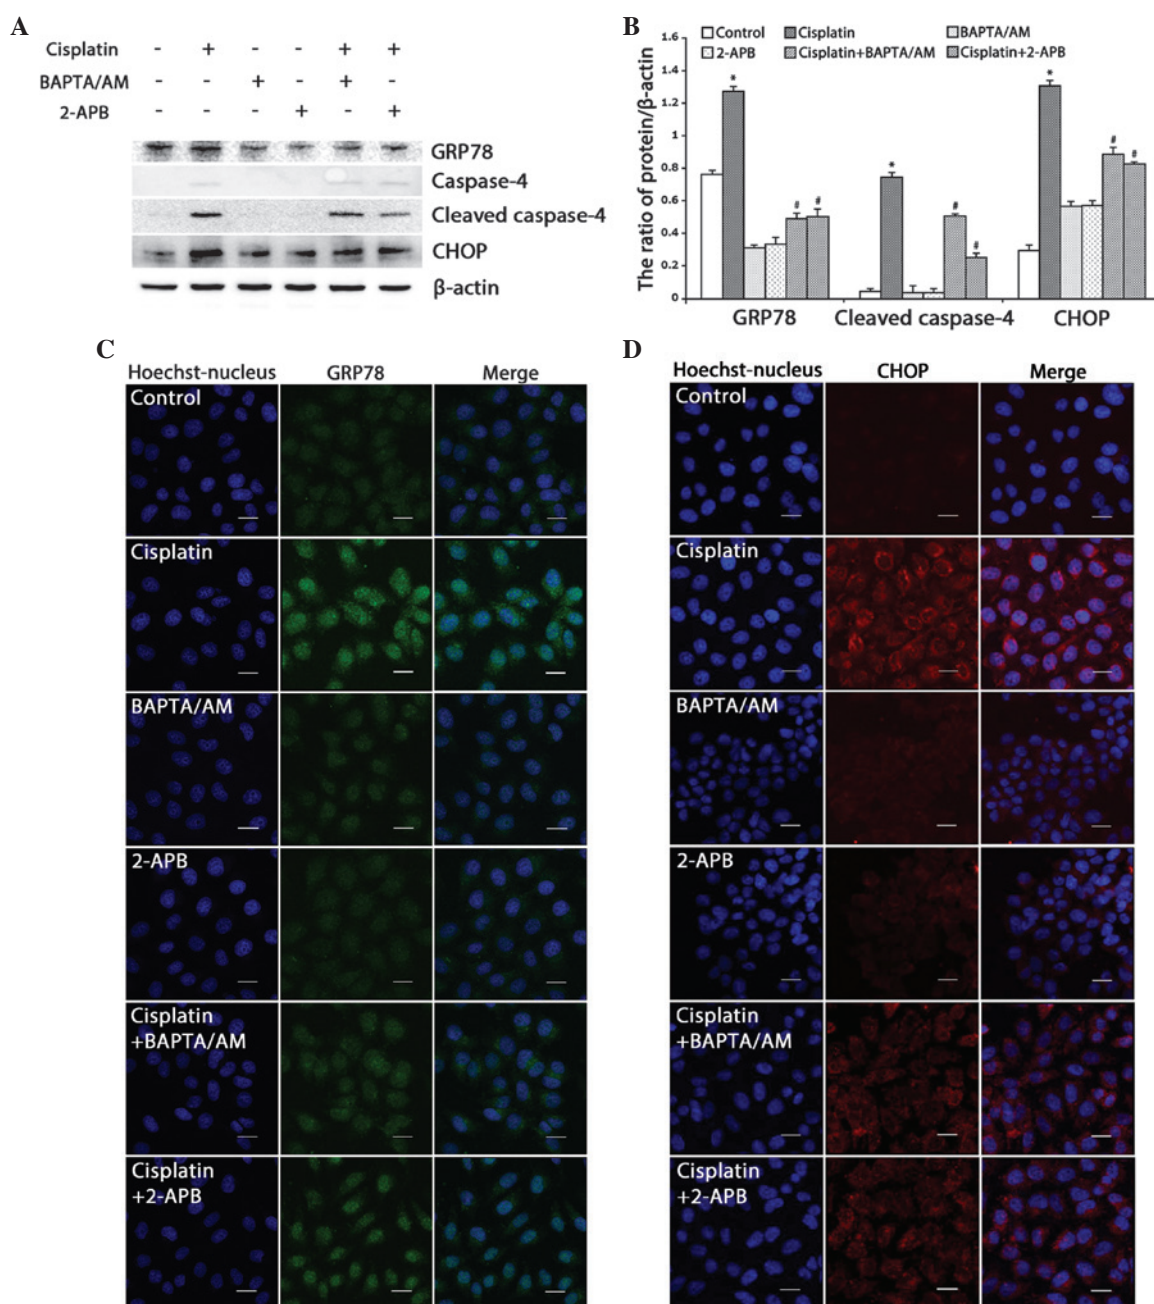 A
Cisplatin - + - - + +
BAPTA/AM - - + - + -
2-APB - - - + - +
GRP78
Caspase-4
Cleaved caspase-4
CHOP
β-actin
B
Control Cisplatin BAPTA/AM
2-APB Cisplatin+BAPTA/AM Cisplatin+2-APB
The ratio of protein/β-actin
1.6
1.2
1
0.8
0.6
0.4
0.2
0
* # # * # # * # #
GRP78 Cleaved caspase-4 CHOP
C
Hoechst-nucleus GRP78 Merge
Control
Cisplatin
BAPTA/AM
2-APB
Cisplatin
+BAPTA/AM
Cisplatin
+2-APB
D
Hoechst-nucleus CHOP Merge
Control
Cisplatin
BAPTA/AM
2-APB
Cisplatin
+BAPTA/AM
Cisplatin
+2-APB